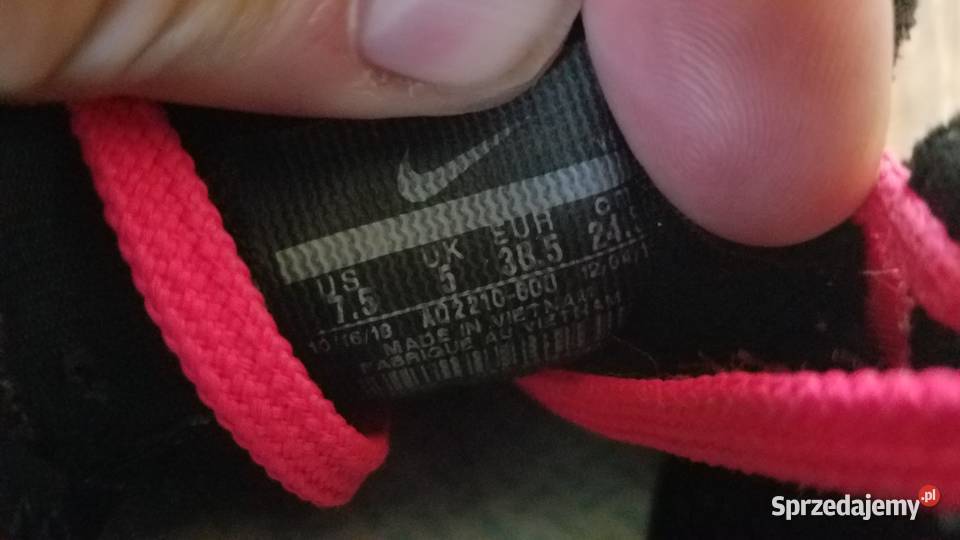 US UK EUR
7.5 5 38.5
10/16/18 AO2210-600
MADE IN VIETNAM
FABRIQUE AU VIETNAM
Sprzedajemy.pl